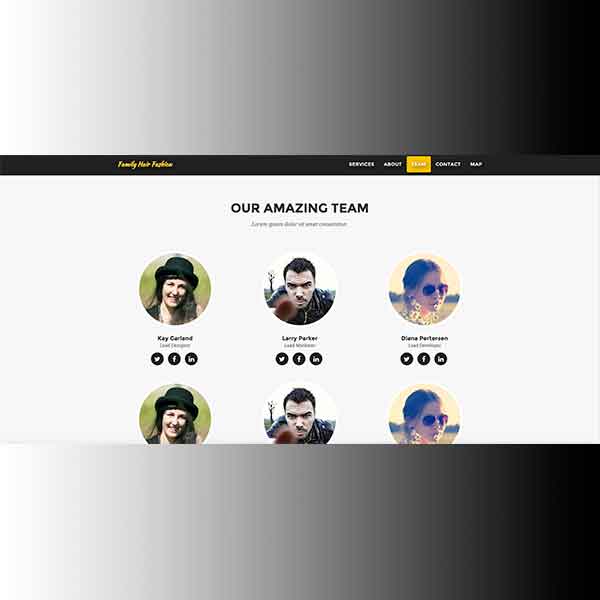 Family Hair Fashion
SERVICES ABOUT TEAM CONTACT MAP
OUR AMAZING TEAM
Lorem ipsum dolor sit amet consectetur.
Kay Garland Larry Parker Diana Pertersen
Lead Designer Lead Marketer Lead Developer